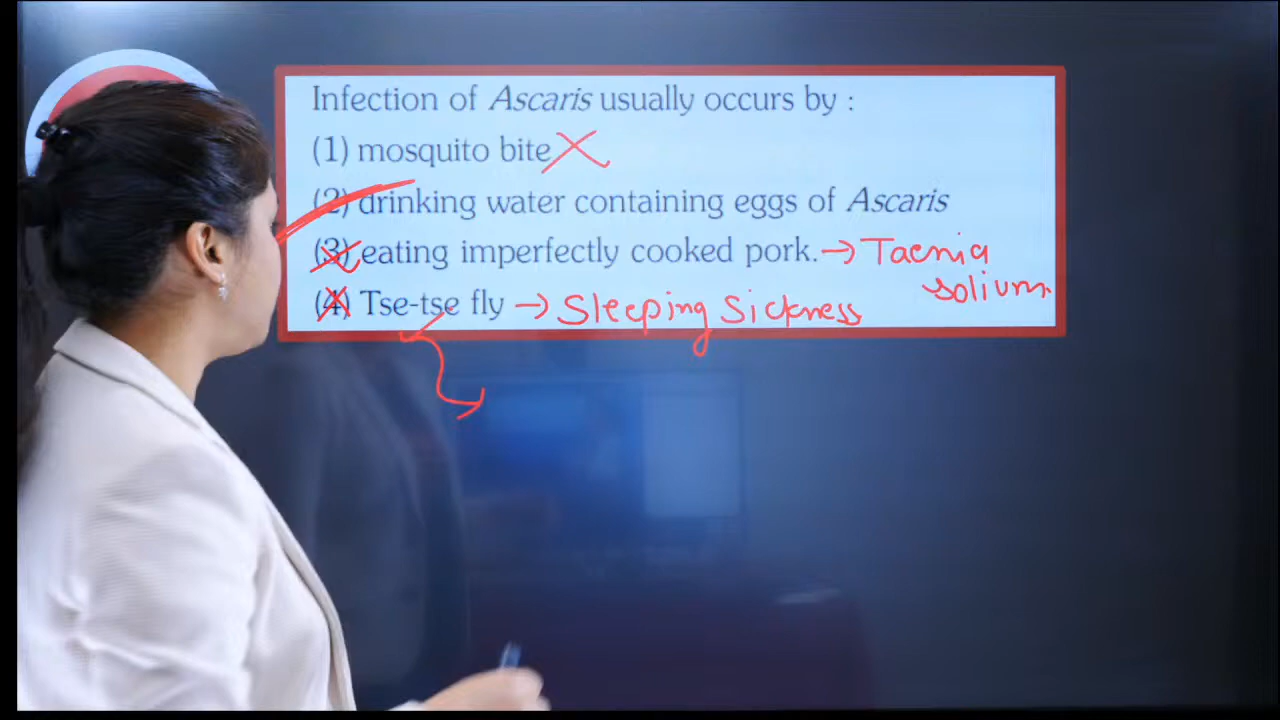 Infection of Ascaris usually occurs by :
(1) mosquito bite
(2) drinking water containing eggs of Ascaris
(3) eating imperfectly cooked pork. → Taenia solium
(4) Tse-tse fly → Sleeping Sickness